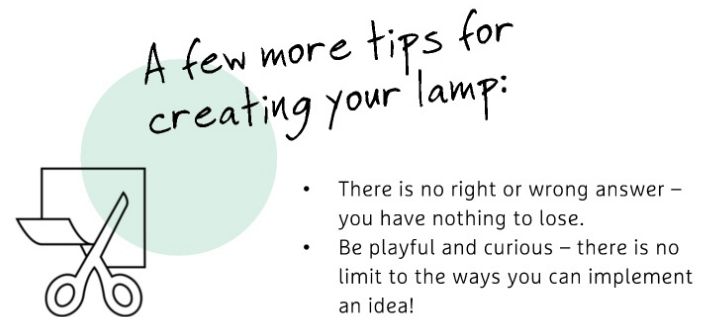 A few more tips for
creating your lamp:
• There is no right or wrong answer –
you have nothing to lose.
• Be playful and curious – there is no
limit to the ways you can implement
an idea!